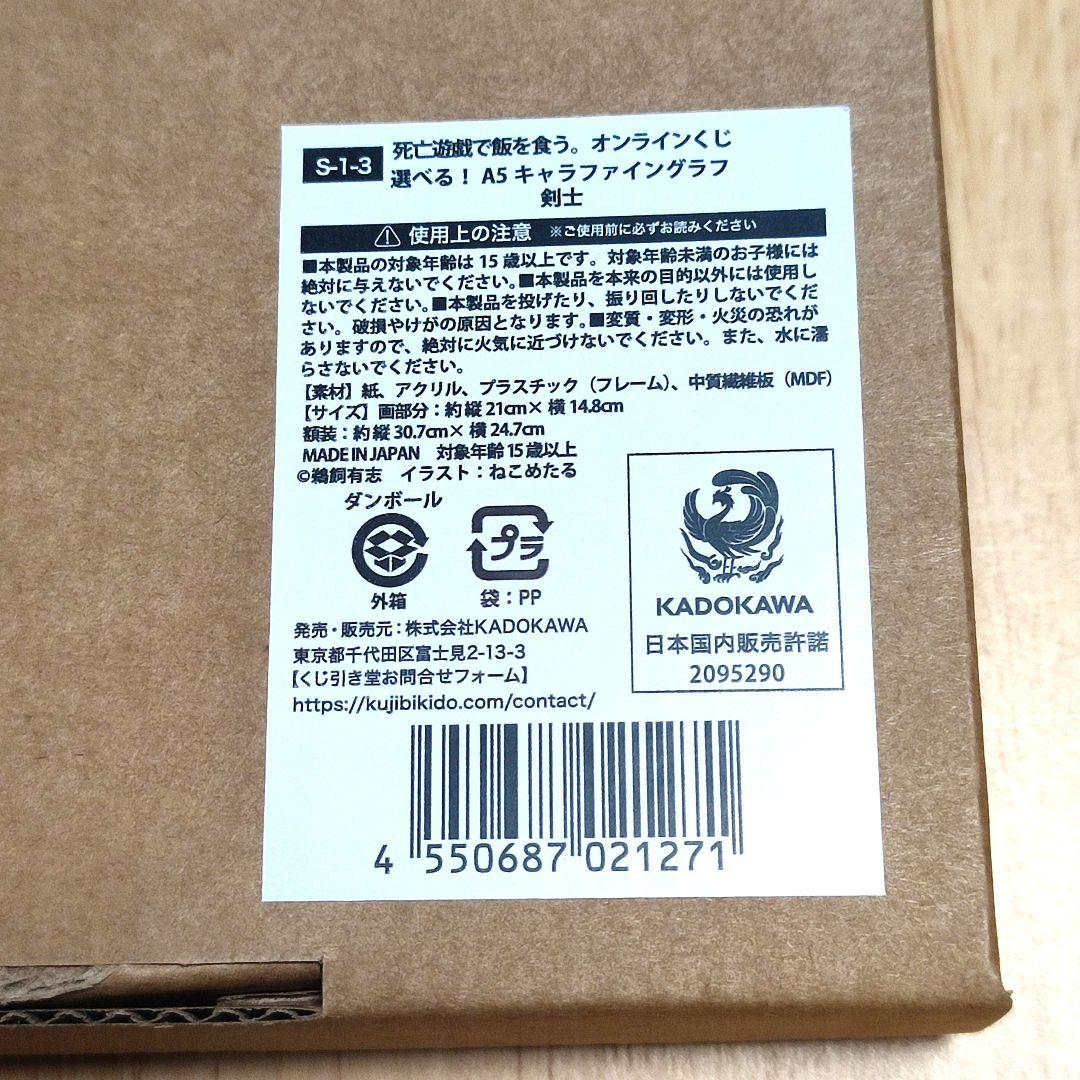 S-1-3
死亡遊戯で飯を食う。オンラインくじ
選べる！ A5 キャラファイングラフ
剣士
使用上の注意 ※ご使用前に必ずお読みください
■本製品の対象年齢は 15 歳以上です。対象年齢未満のお子様には
絶対に与えないでください。■本製品を本来の目的以外には使用し
ないでください。■本製品を投げたり、振り回したりしないでくだ
さい。破損やけがの原因となります。■変質・変形・火災の恐れが
ありますので、絶対に火気に近づけないでください。また、水に濡
らさないでください。
【素材】紙、アクリル、プラスチック（フレーム）、中質繊維板（MDF）
【サイズ】画部分：約 縦 21cm× 横 14.8cm
額装：約 縦 30.7cm× 横 24.7cm
MADE IN JAPAN 対象年齢 15 歳以上
©鵜飼有志 イラスト：ねこめたる
ダンボール
外箱
プラ
袋：PP
発売・販売元：株式会社KADOKAWA
東京都千代田区富士見2-13-3
【くじ引き堂お問合せフォーム】
https://kujibikido.com/contact/
KADOKAWA
日本国内販売許諾
2095290
4 550687 021271